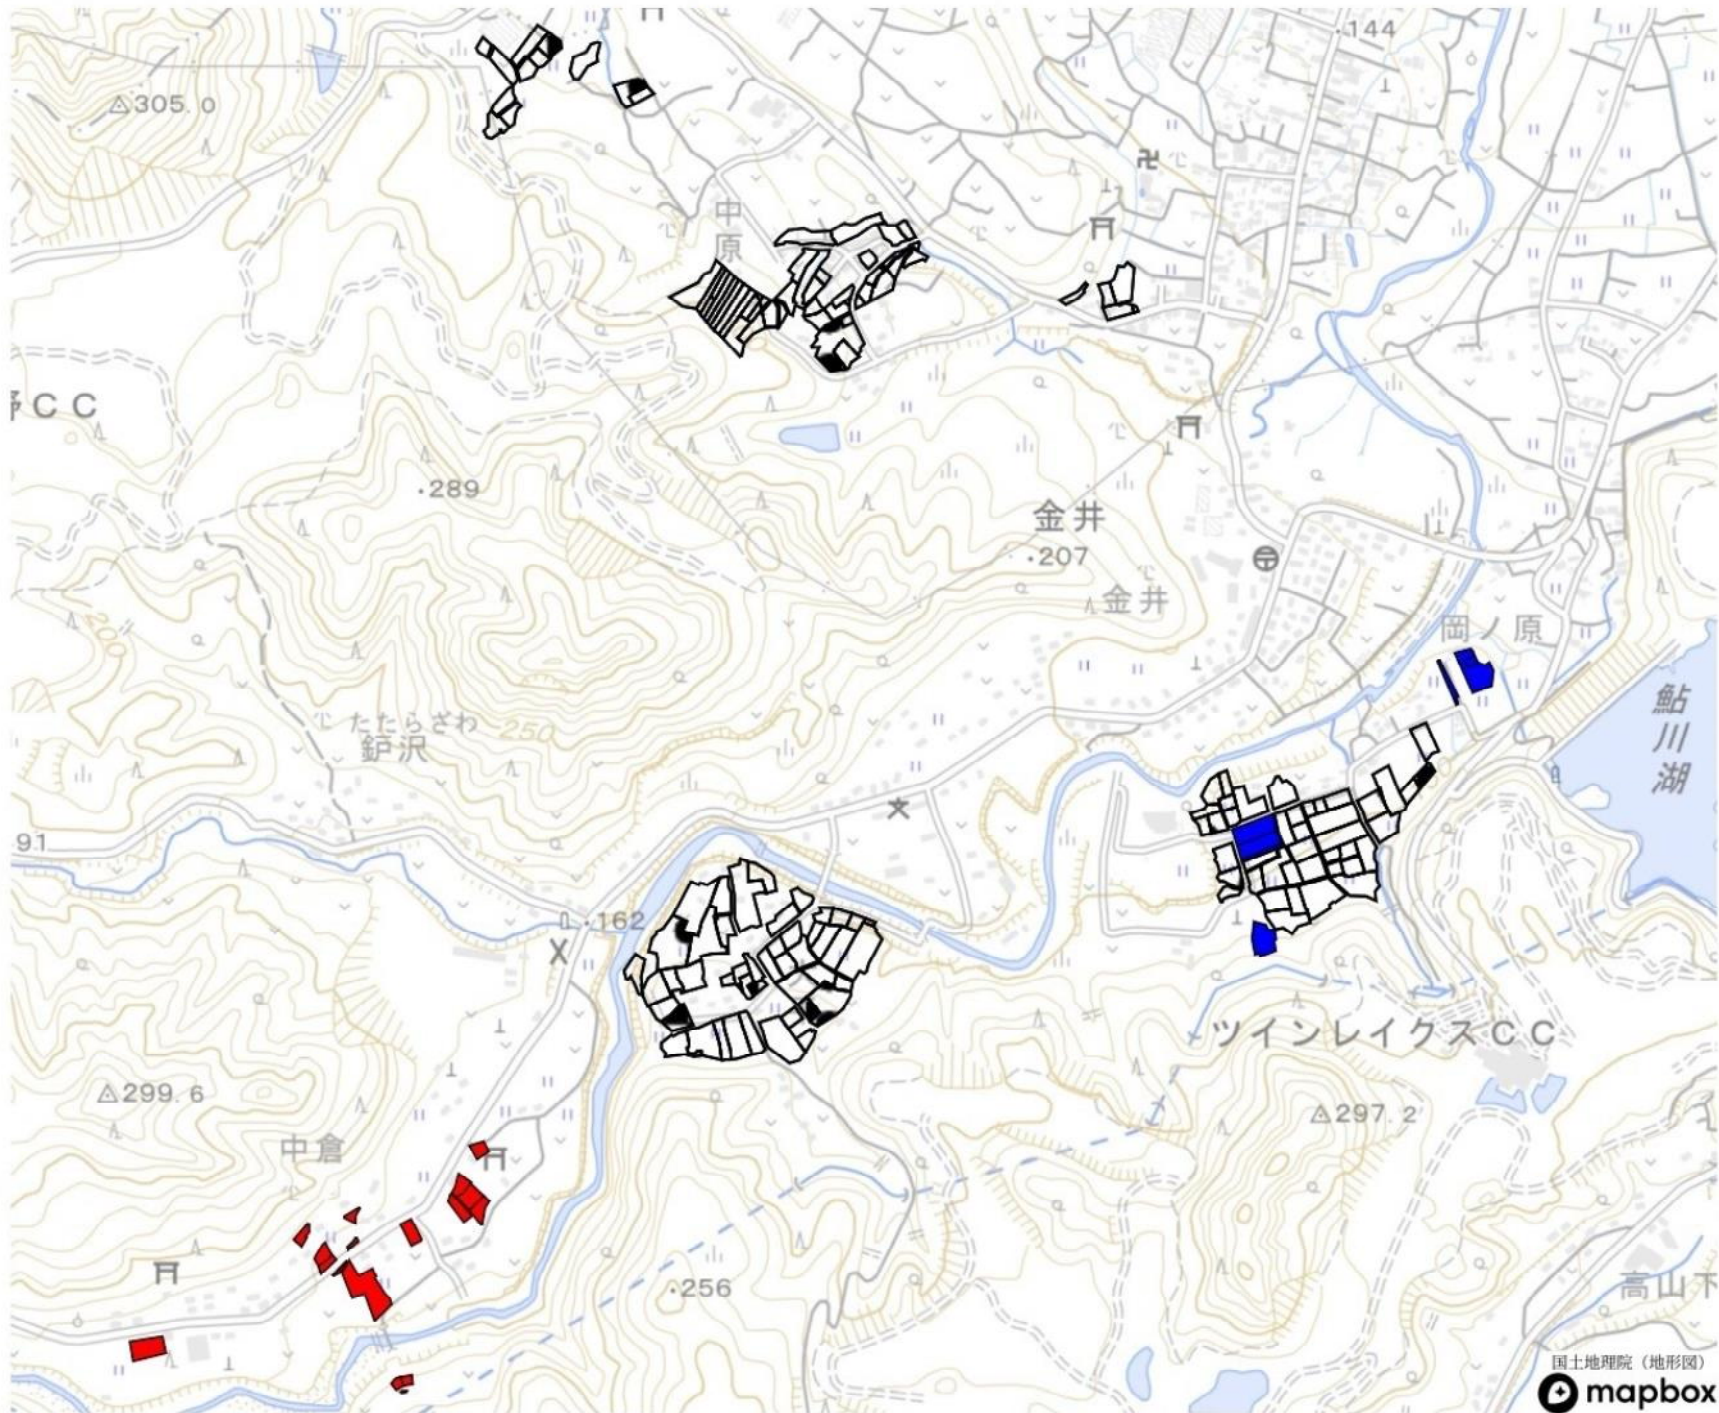 144
305.0
中原
CC
289
金井
207
金井
岡ノ原
鮎川湖
たたらざわ
鈩沢
250
200
91
162
ツインレイクスCC
299.6
297.2
中倉
256
高山下
国土地理院（地形図）
mapbox